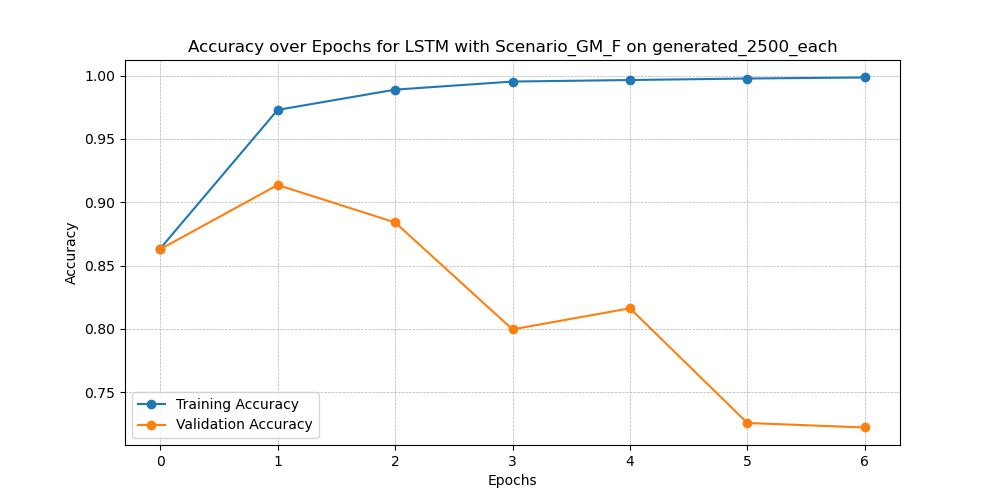 Accuracy over Epochs for LSTM with Scenario_GM_F on generated_2500_each
1.00
0.95
0.90
0.85
0.80
0.75
Accuracy
Training Accuracy
Validation Accuracy
0 1 2 3 4 5 6
Epochs